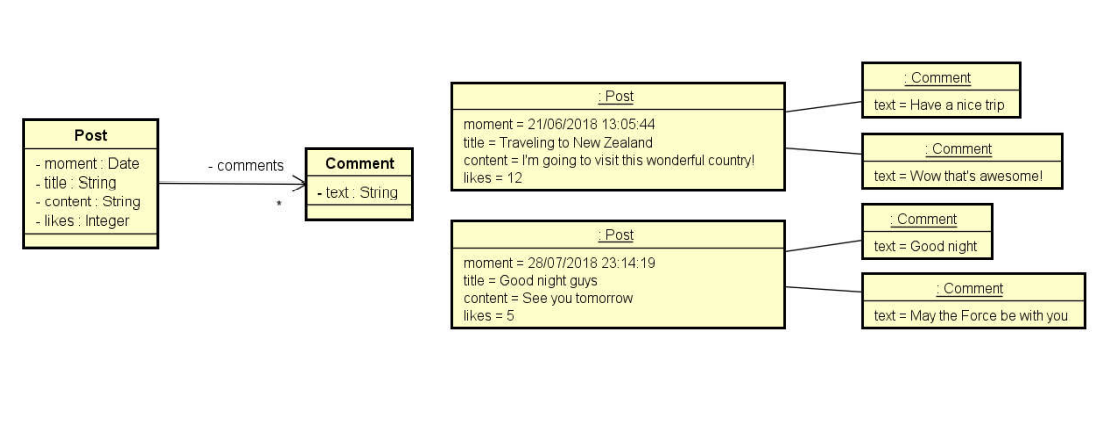 Post
- moment : Date
- title : String
- content : String
- likes : Integer
- comments
*
Comment
- text : String
: Post
moment = 21/06/2018 13:05:44
title = Traveling to New Zealand
content = I'm going to visit this wonderful country!
likes = 12
: Comment
text = Have a nice trip
: Comment
text = Wow that's awesome!
: Post
moment = 28/07/2018 23:14:19
title = Good night guys
content = See you tomorrow
likes = 5
: Comment
text = Good night
: Comment
text = May the Force be with you